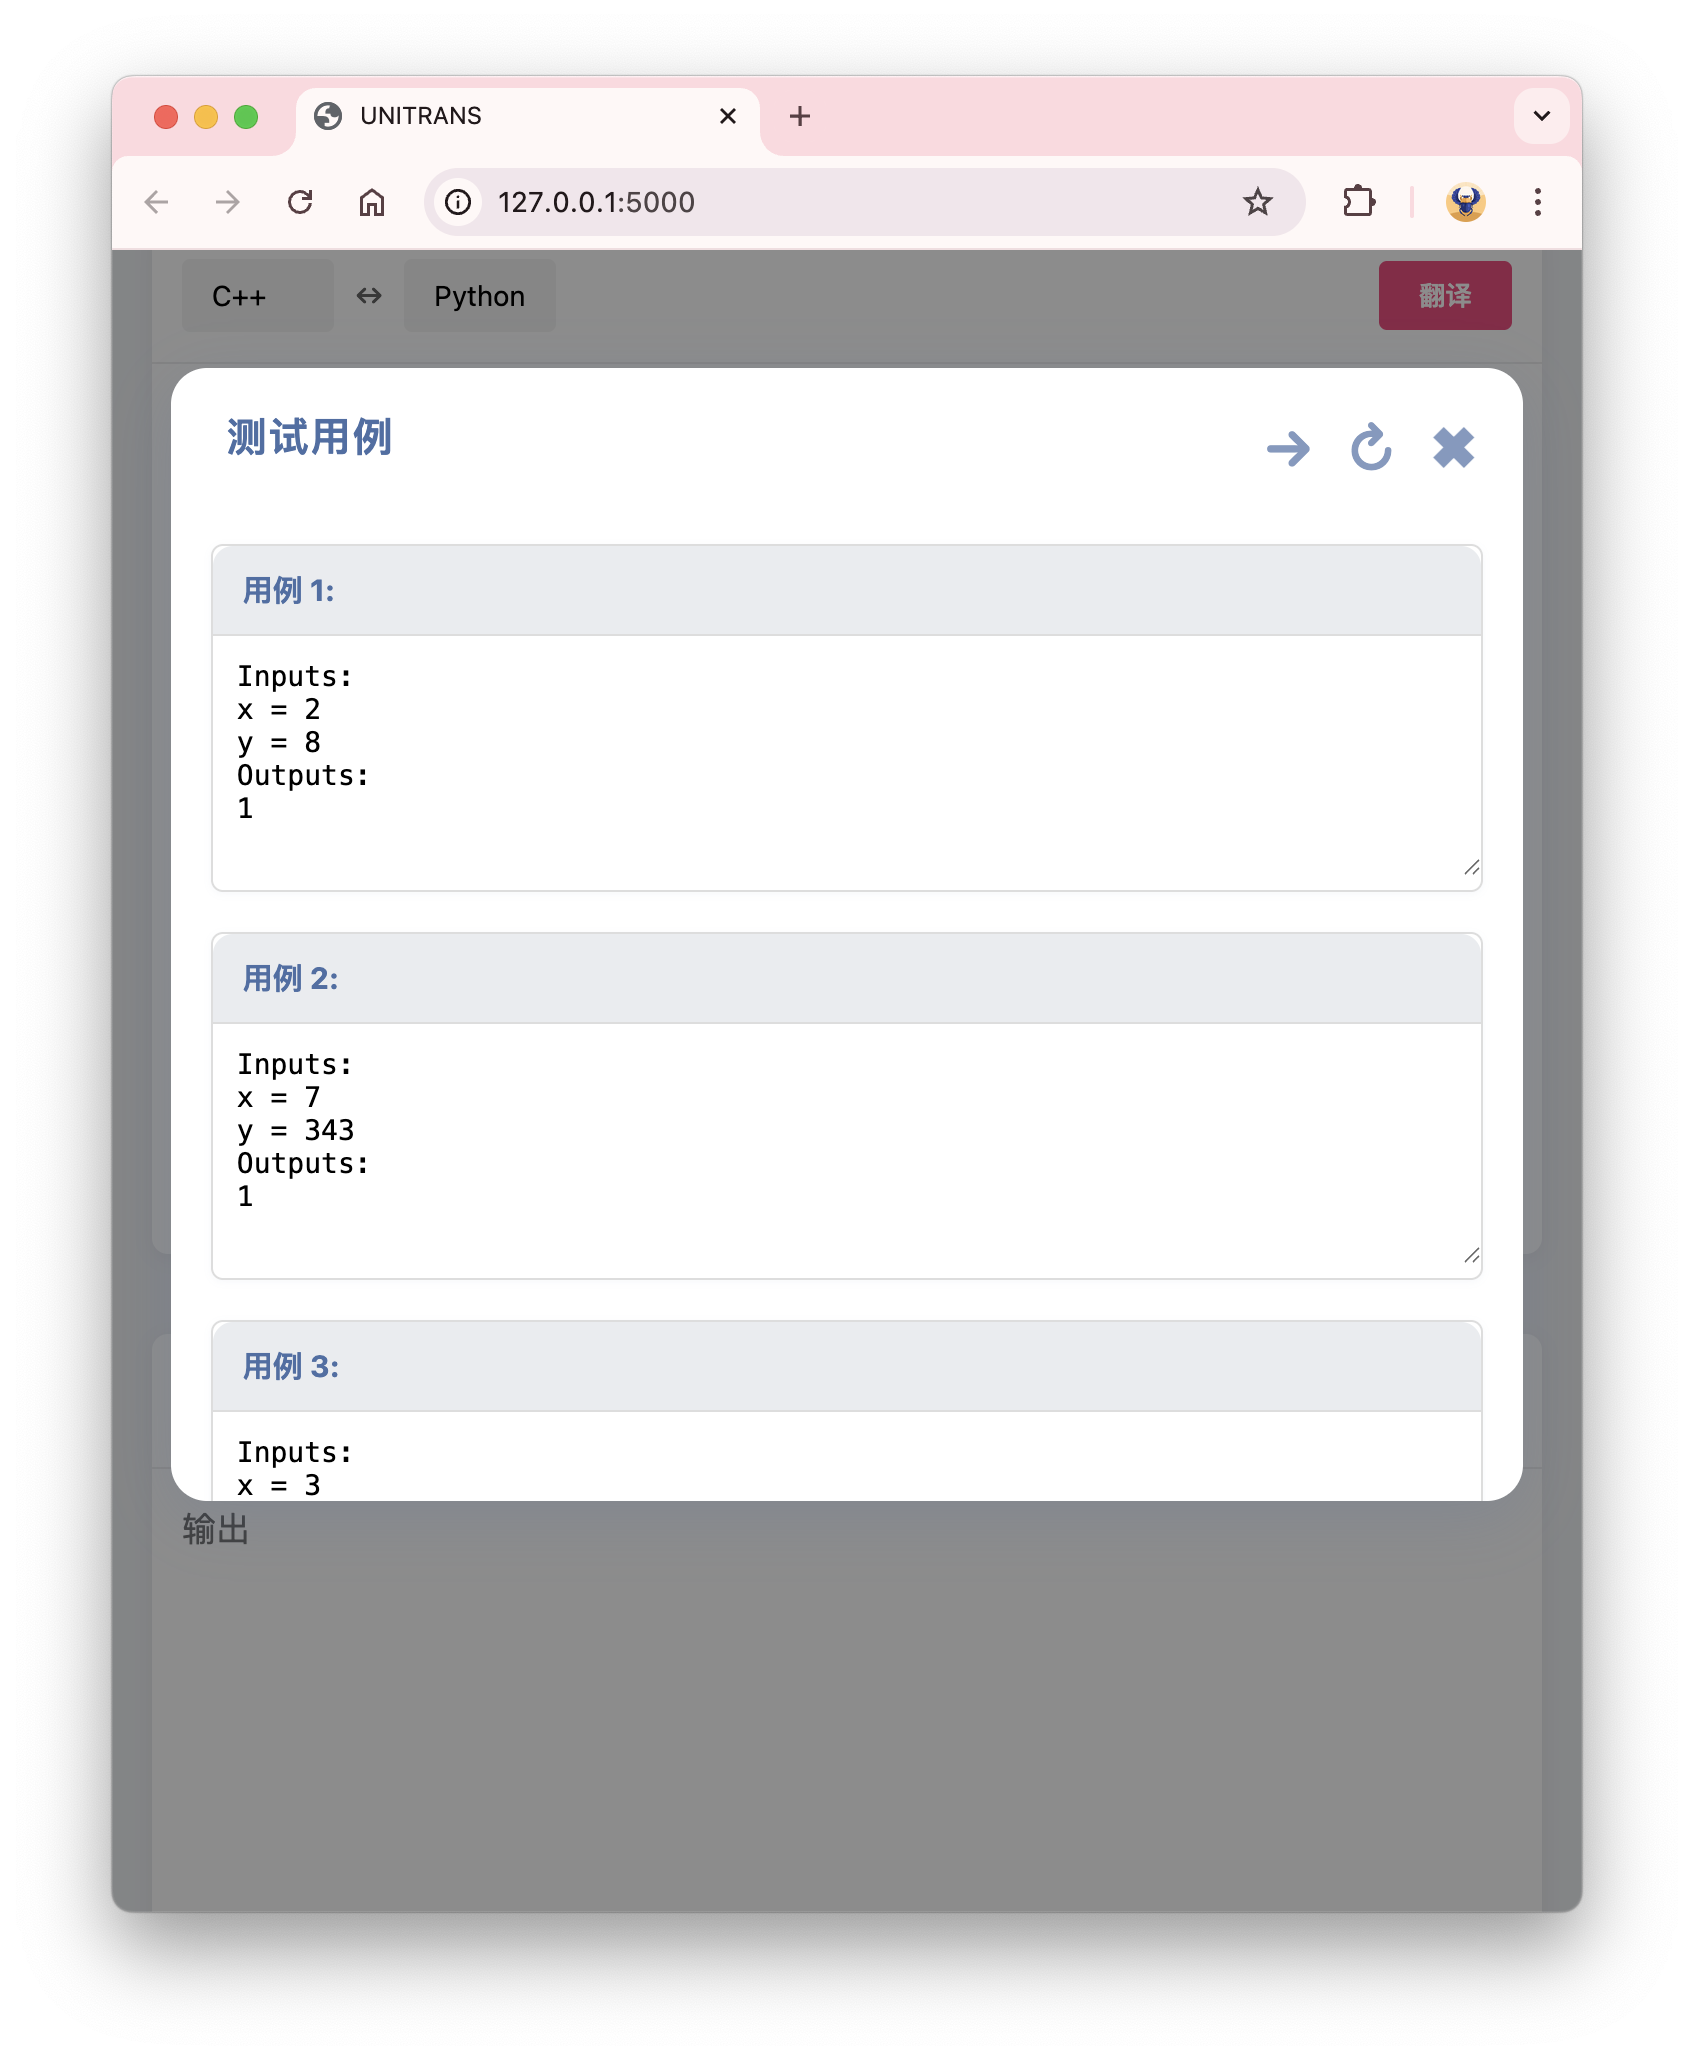 UNITRANS
127.0.0.1:5000
C++ Python 翻译
测试用例
用例 1:
Inputs:
x = 2
y = 8
Outputs:
1
用例 2:
Inputs:
x = 7
y = 343
Outputs:
1
用例 3:
Inputs:
x = 3
输出